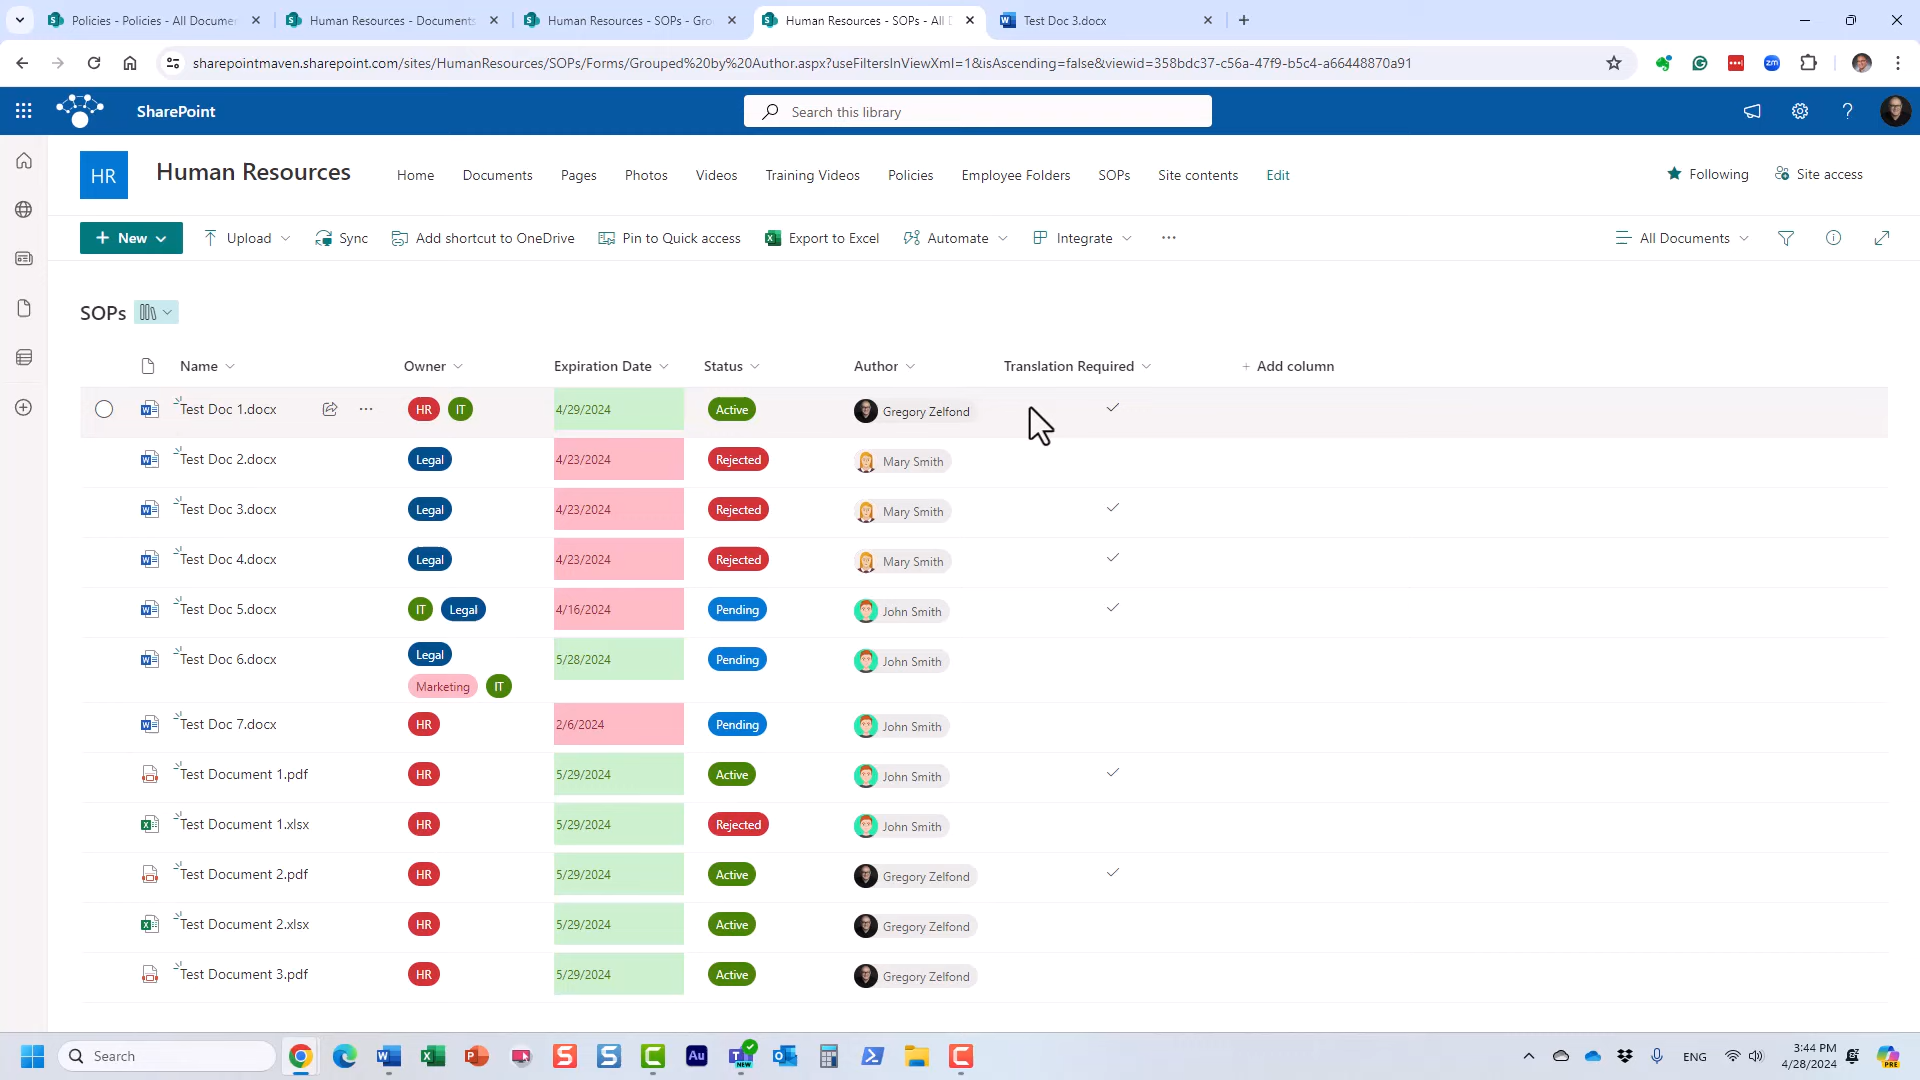 Policies - Policies - All Documen
Human Resources - Documents
Human Resources - SOPs - Gro
Human Resources - SOPs - All D
Test Doc 3.docx
sharepointmaven.sharepoint.com/sites/HumanResources/SOPs/Forms/Grouped%20by%20Author.aspx?useFiltersInViewXml=1&isAscending=false&viewid=358bdc37-c56a-47f9-b5c4-a66448870a91
SharePoint
Search this library
HR
Human Resources
Home
Documents
Pages
Photos
Videos
Training Videos
Policies
Employee Folders
SOPs
Site contents
Edit
Following
Site access
+ New
Upload
Sync
Add shortcut to OneDrive
Pin to Quick access
Export to Excel
Automate
Integrate
All Documents
SOPs
Name Owner Expiration Date Status Author Translation Required + Add column
Test Doc 1.docx HR IT 4/29/2024 Active Gregory Zelfond
Test Doc 2.docx Legal 4/23/2024 Rejected Mary Smith
Test Doc 3.docx Legal 4/23/2024 Rejected Mary Smith
Test Doc 4.docx Legal 4/23/2024 Rejected Mary Smith
Test Doc 5.docx IT Legal 4/16/2024 Pending John Smith
Test Doc 6.docx Legal 5/28/2024 Pending John Smith
Marketing IT
Test Doc 7.docx HR 2/6/2024 Pending John Smith
Test Document 1.pdf HR 5/29/2024 Active John Smith
Test Document 1.xlsx HR 5/29/2024 Rejected John Smith
Test Document 2.pdf HR 5/29/2024 Active Gregory Zelfond
Test Document 2.xlsx HR 5/29/2024 Active Gregory Zelfond
Test Document 3.pdf HR 5/29/2024 Active Gregory Zelfond
Search
ENG
3:44 PM
4/28/2024